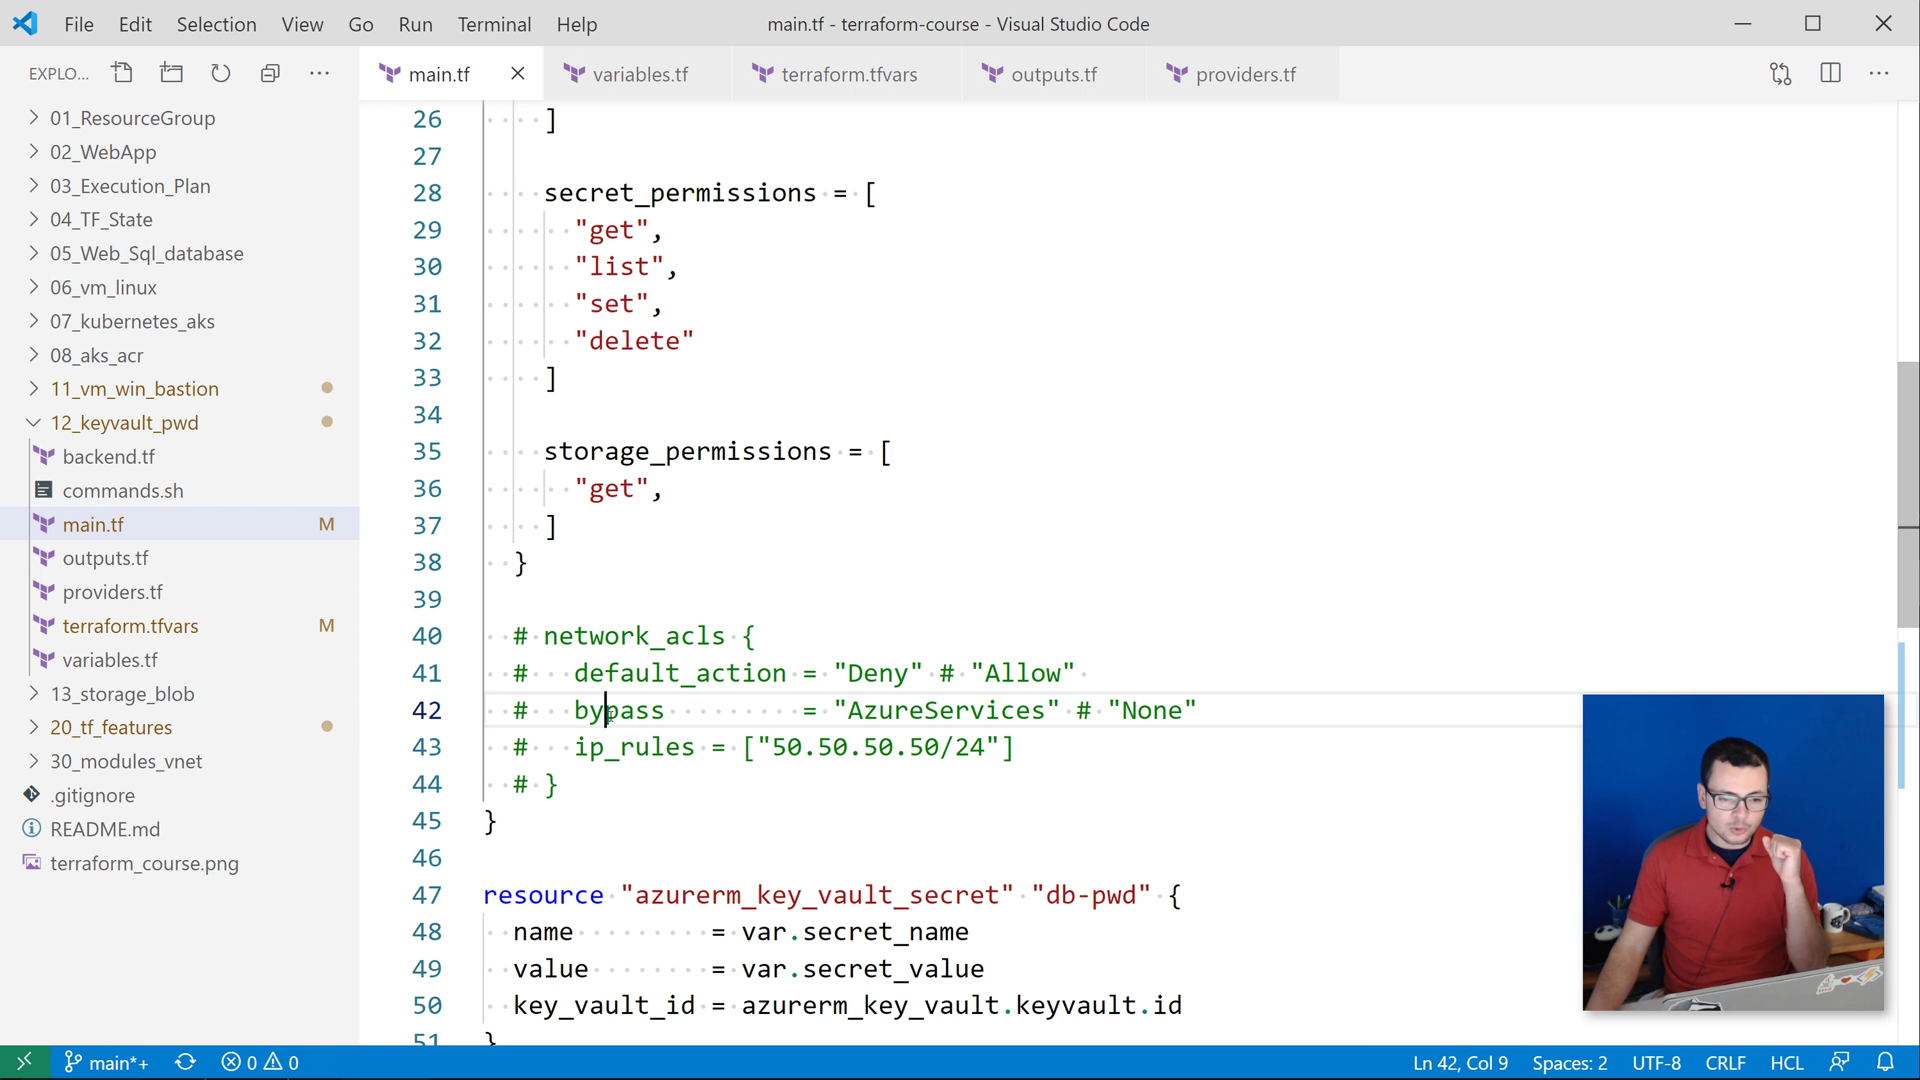 File Edit Selection View Go Run Terminal Help
main.tf - terraform-course - Visual Studio Code
EXPLO...
main.tf
variables.tf
terraform.tfvars
outputs.tf
providers.tf
01_ResourceGroup
02_WebApp
03_Execution_Plan
04_TF_State
05_Web_Sql_database
06_vm_linux
07_kubernetes_aks
08_aks_acr
11_vm_win_bastion
12_keyvault_pwd
backend.tf
commands.sh
main.tf M
outputs.tf
providers.tf
terraform.tfvars M
variables.tf
13_storage_blob
20_tf_features
30_modules_vnet
.gitignore
README.md
terraform_course.png
26 ]
27
28 secret_permissions = [
29 "get",
30 "list",
31 "set",
32 "delete"
33 ]
34
35 storage_permissions = [
36 "get",
37 ]
38 }
39
40 # network_acls {
41 # default_action = "Deny" # "Allow"
42 # bypass = "AzureServices" # "None"
43 # ip_rules = ["50.50.50.50/24"]
44 # }
45 }
46
47 resource "azurerm_key_vault_secret" "db-pwd" {
48 name = var.secret_name
49 value = var.secret_value
50 key_vault_id = azurerm_key_vault.keyvault.id
51 }
main*+ 0 0
Ln 42, Col 9 Spaces: 2 UTF-8 CRLF HCL